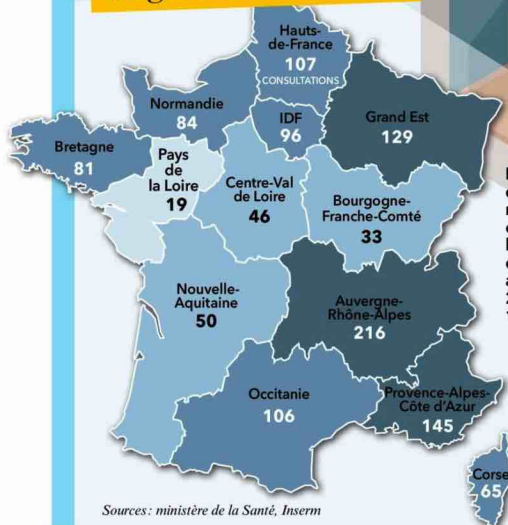 Hauts-
de-France
107
CONSULTATIONS
Normandie
84
IDF
96
Grand Est
129
Bretagne
81
Pays
de
la Loire
19
Centre-Val
de Loire
46
Bourgogne-
Franche-Comté
33
Nouvelle-
Aquitaine
50
Auvergne-
Rhône-Alpes
216
Occitanie
106
Provence-Alpes-
Côte d'Azur
145
Corse
65
Sources : ministère de la Santé, Inserm